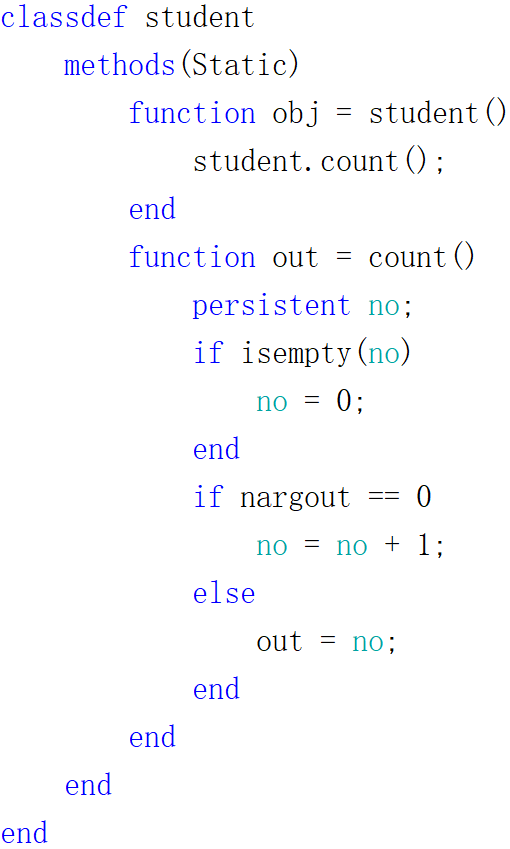 classdef student
    methods(Static)
        function obj = student()
            student.count();
        end
        function out = count()
            persistent no;
            if isempty(no)
                no = 0;
            end
            if nargout == 0
                no = no + 1;
            else
                out = no;
            end
        end
    end
end